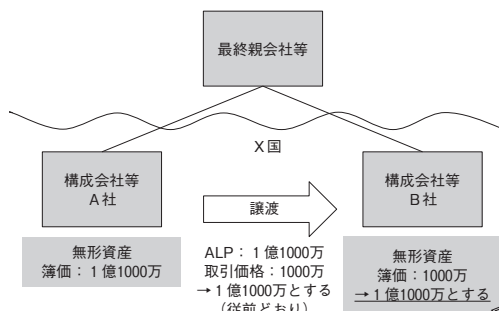 最終親会社等
X国
構成会社等
A社
譲渡
構成会社等
B社
無形資産
簿価：1億1000万
ALP：1億1000万
取引価格：1000万
→1億1000万とする
（従前どおり）
無形資産
簿価：1000万
→1億1000万とする